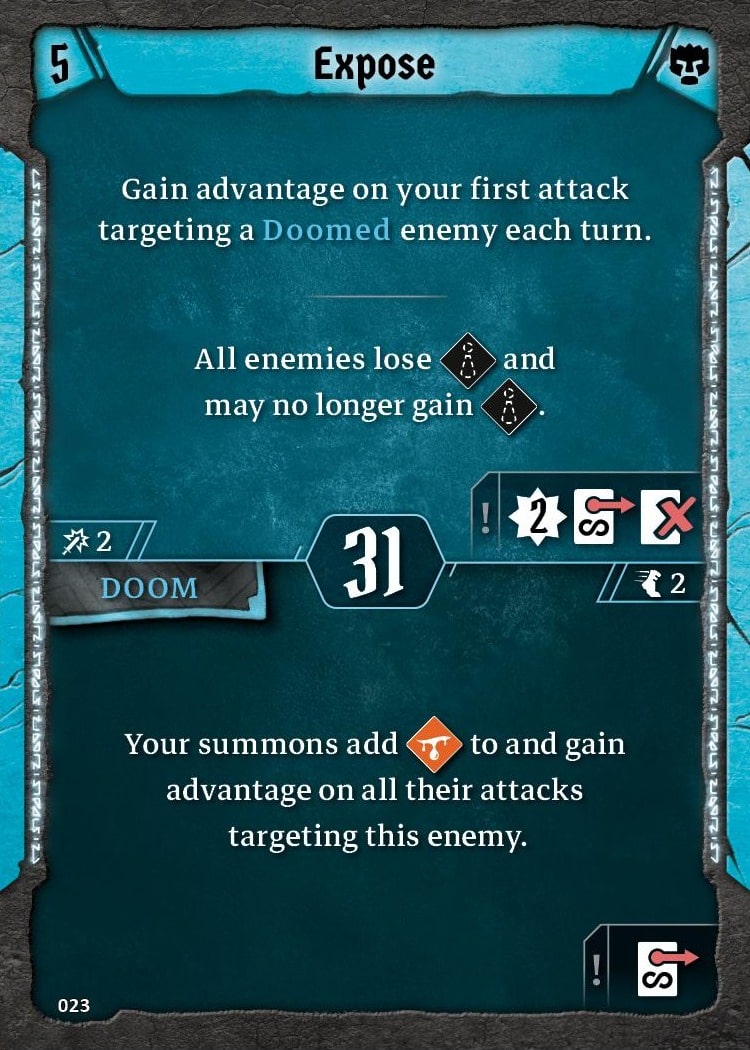 5
Expose
Gain advantage on your first attack
targeting a Doomed enemy each turn.
All enemies lose and
may no longer gain .
! 2
2
31
DOOM
2
Your summons add to and gain
advantage on all their attacks
targeting this enemy.
!
023